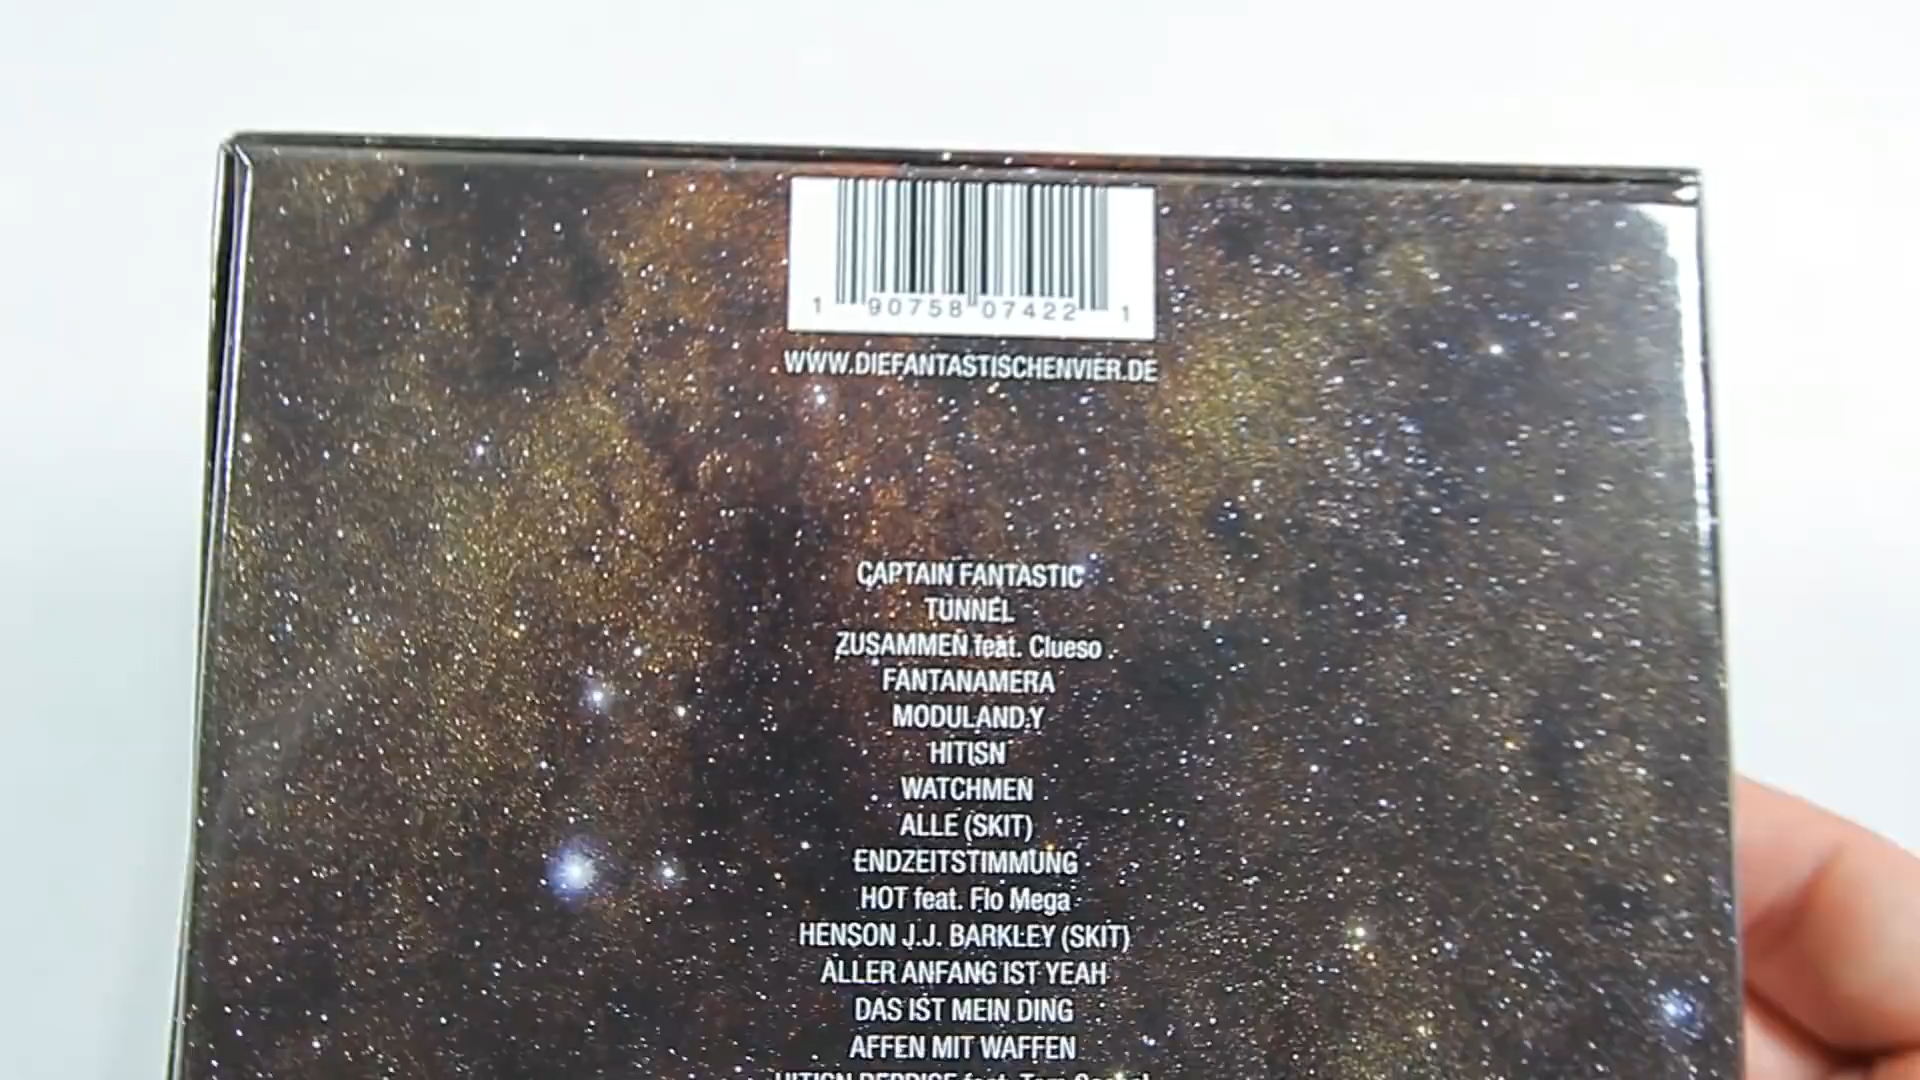 1 90758 07422 1
WWW.DIEFANTASTISCHENVIER.DE
CAPTAIN FANTASTIC
TUNNEL
ZUSAMMEN feat. Clueso
FANTANAMERA
MODULANDY
HITISN
WATCHMEN
ALLE (SKIT)
ENDZEITSTIMMUNG
HOT feat. Flo Mega
HENSON J.J. BARKLEY (SKIT)
ALLER ANFANG IST YEAH
DAS IST MEIN DING
AFFEN MIT WAFFEN